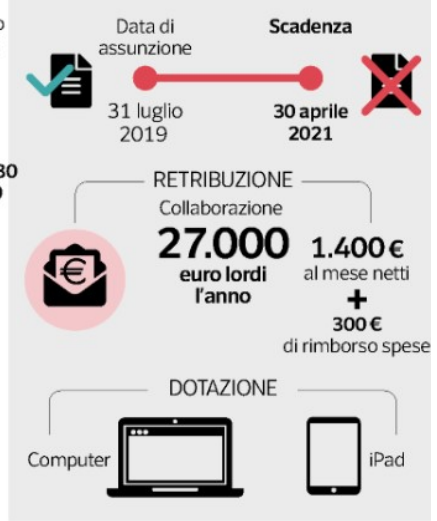 Data di
assunzione
Scadenza
31 luglio
2019
30 aprile
2021
RETRIBUZIONE
Collaborazione
27.000
euro lordi
l'anno
1.400 €
al mese netti
+
300 €
di rimborso spese
DOTAZIONE
Computer
iPad